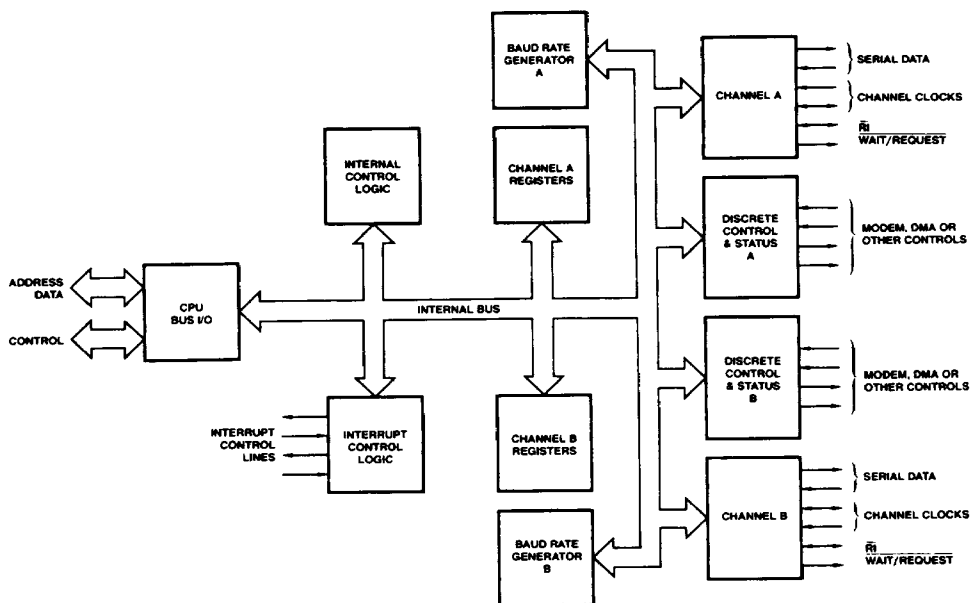 BAUD RATE
GENERATOR
A
CHANNEL A
SERIAL DATA
CHANNEL CLOCKS
RI
WAIT/REQUEST
INTERNAL
CONTROL
LOGIC
CHANNEL A
REGISTERS
DISCRETE
CONTROL
& STATUS
A
MODEM, DMA OR
OTHER CONTROLS
ADDRESS
DATA
CONTROL
CPU
BUS I/O
INTERNAL BUS
DISCRETE
CONTROL
& STATUS
B
MODEM, DMA OR
OTHER CONTROLS
INTERRUPT
CONTROL
LINES
INTERRUPT
CONTROL
LOGIC
CHANNEL B
REGISTERS
BAUD RATE
GENERATOR
B
CHANNEL B
SERIAL DATA
CHANNEL CLOCKS
RI
WAIT/REQUEST